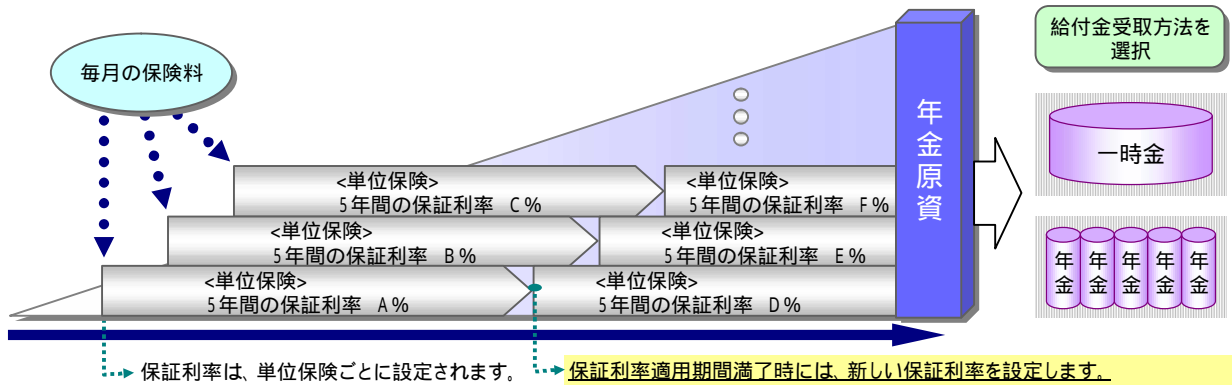 毎月の保険料
<単位保険>
5年間の保証利率 C%
<単位保険>
5年間の保証利率 F%
<単位保険>
5年間の保証利率 B%
<単位保険>
5年間の保証利率 E%
<単位保険>
5年間の保証利率 A%
<単位保険>
5年間の保証利率 D%
年金原資
給付金受取方法を
選択
一時金
年金
年金
年金
年金
年金
保証利率は、単位保険ごとに設定されます。
保証利率適用期間満了時には、新しい保証利率を設定します。